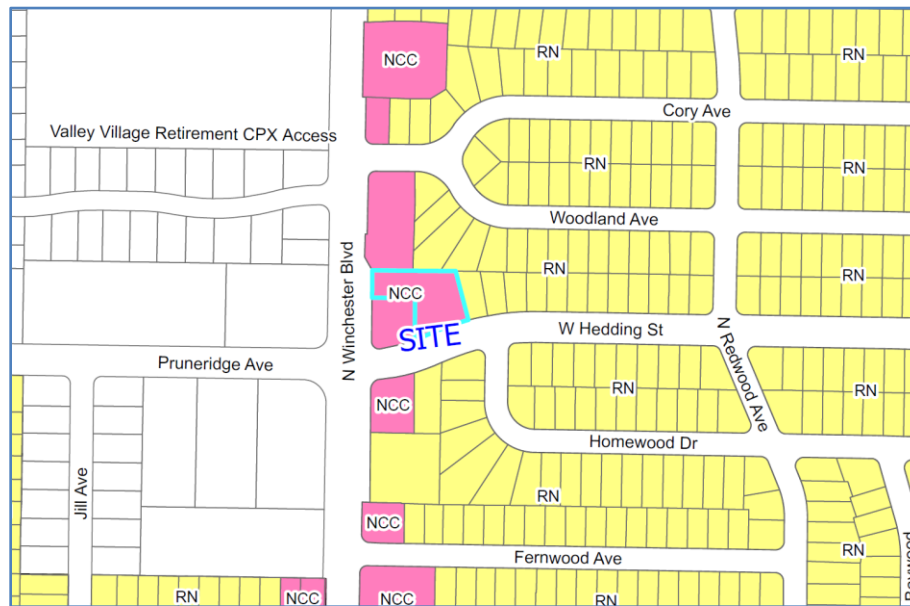 NCC
RN
RN
Cory Ave
Valley Village Retirement CPX Access
RN
RN
Woodland Ave
N Winchester Blvd
NCC
RN
RN
SITE
W Hedding St
N Redwood Ave
Pruneridge Ave
NCC
RN
RN
Homewood Dr
Jill Ave
RN
NCC
RN
Fernwood Ave
RN
NCC
NCC
RN
RN